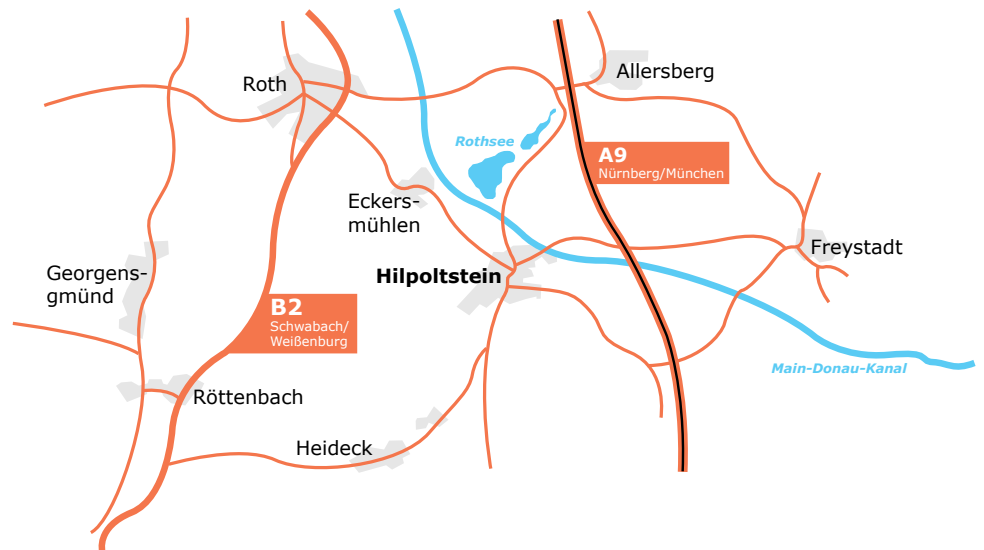 Allersberg
Roth
Rothsee
A9
Nürnberg/München
Eckers-
mühlen
Freystadt
Georgens-
gmünd
Hilpoltstein
B2
Schwabach/
Weißenburg
Main-Donau-Kanal
Röttenbach
Heideck